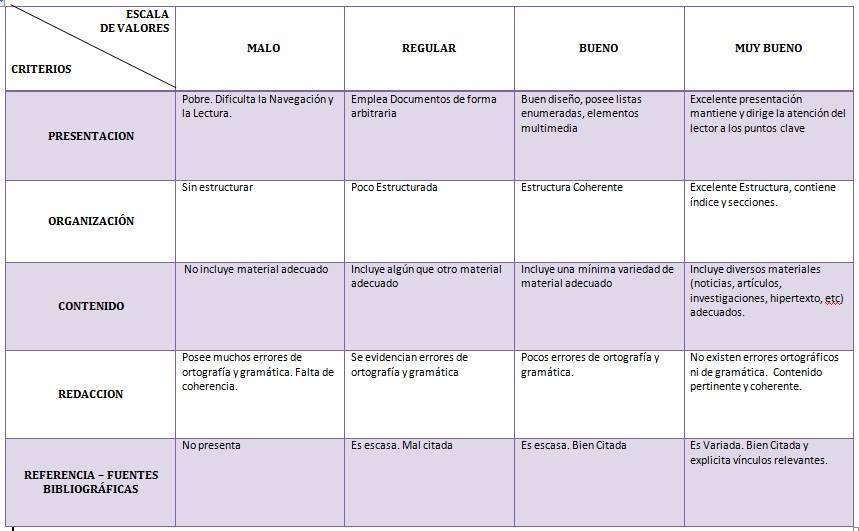 ESCALA
DE VALORES
CRITERIOS
MALO
REGULAR
BUENO
MUY BUENO
PRESENTACION
Pobre. Dificulta la Navegación y
la Lectura.
Emplea Documentos de forma
arbitraria
Buen diseño, posee listas
enumeradas, elementos
multimedia
Excelente presentación
mantiene y dirige la atención del
lector a los puntos clave
ORGANIZACIÓN
Sin estructurar
Poco Estructurada
Estructura Coherente
Excelente Estructura, contiene
índice y secciones.
CONTENIDO
No incluye material adecuado
Incluye algún que otro material
adecuado
Incluye una mínima variedad de
material adecuado
Incluye diversos materiales
(noticias, artículos,
investigaciones, hipertexto, etc)
adecuados.
REDACCION
Posee muchos errores de
ortografía y gramática. Falta de
coherencia.
Se evidencian errores de
ortografía y gramática
Pocos errores de ortografía y
gramática.
No existen errores ortográficos
ni de gramática. Contenido
pertinente y coherente.
REFERENCIA – FUENTES
BIBLIOGRÁFICAS
No presenta
Es escasa. Mal citada
Es escasa. Bien Citada
Es Variada. Bien Citada y
explicita vínculos relevantes.